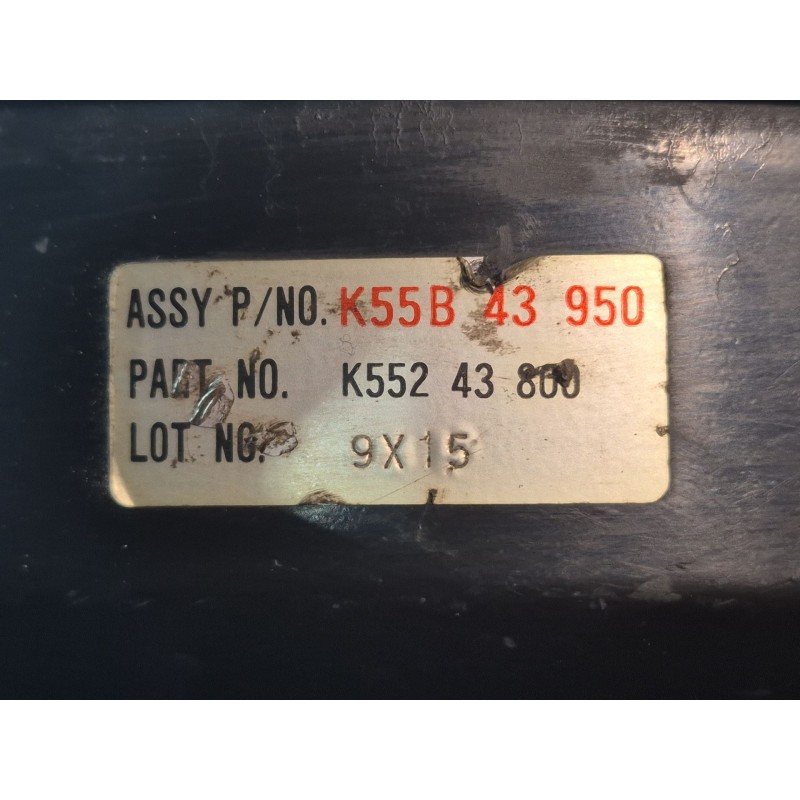 ASSY P/NO. K55B 43 950
PART NO. K552 43 800
LOT NO. 9X15